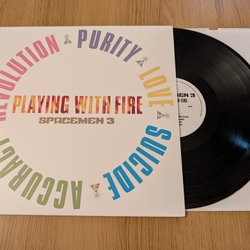 REVOLUTION
PURITY
LOVE
SUICIDE
ACCURACY
PLAYING WITH FIRE
SPACEMEN 3